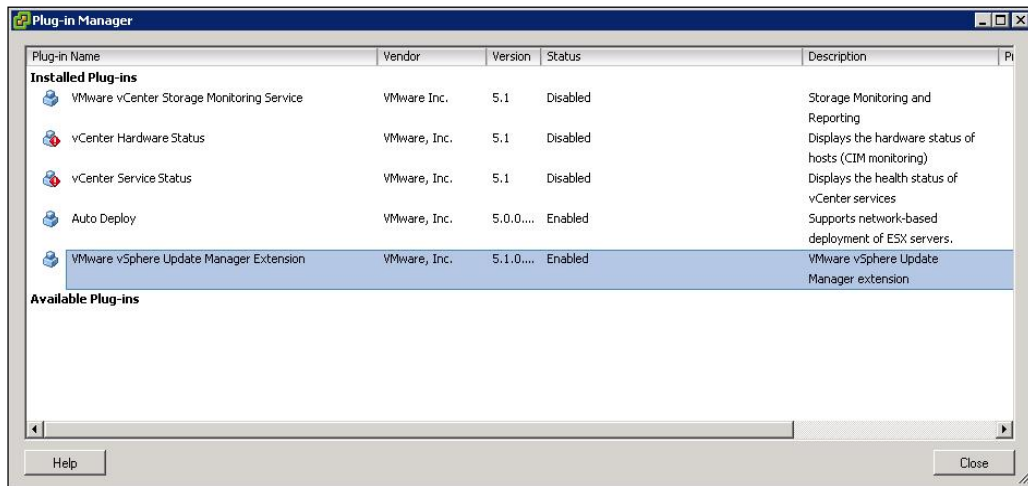 Plug-in Manager
Plug-in Name Vendor Version Status Description Pr
Installed Plug-ins
VMware vCenter Storage Monitoring Service VMware Inc. 5.1 Disabled Storage Monitoring and
Reporting
vCenter Hardware Status VMware, Inc. 5.1 Disabled Displays the hardware status of
hosts (CIM monitoring)
vCenter Service Status VMware, Inc. 5.1 Disabled Displays the health status of
vCenter services
Auto Deploy VMware, Inc. 5.0.0.... Enabled Supports network-based
deployment of ESX servers.
VMware vSphere Update Manager Extension VMware, Inc. 5.1.0.... Enabled VMware vSphere Update
Manager extension
Available Plug-ins
Help Close